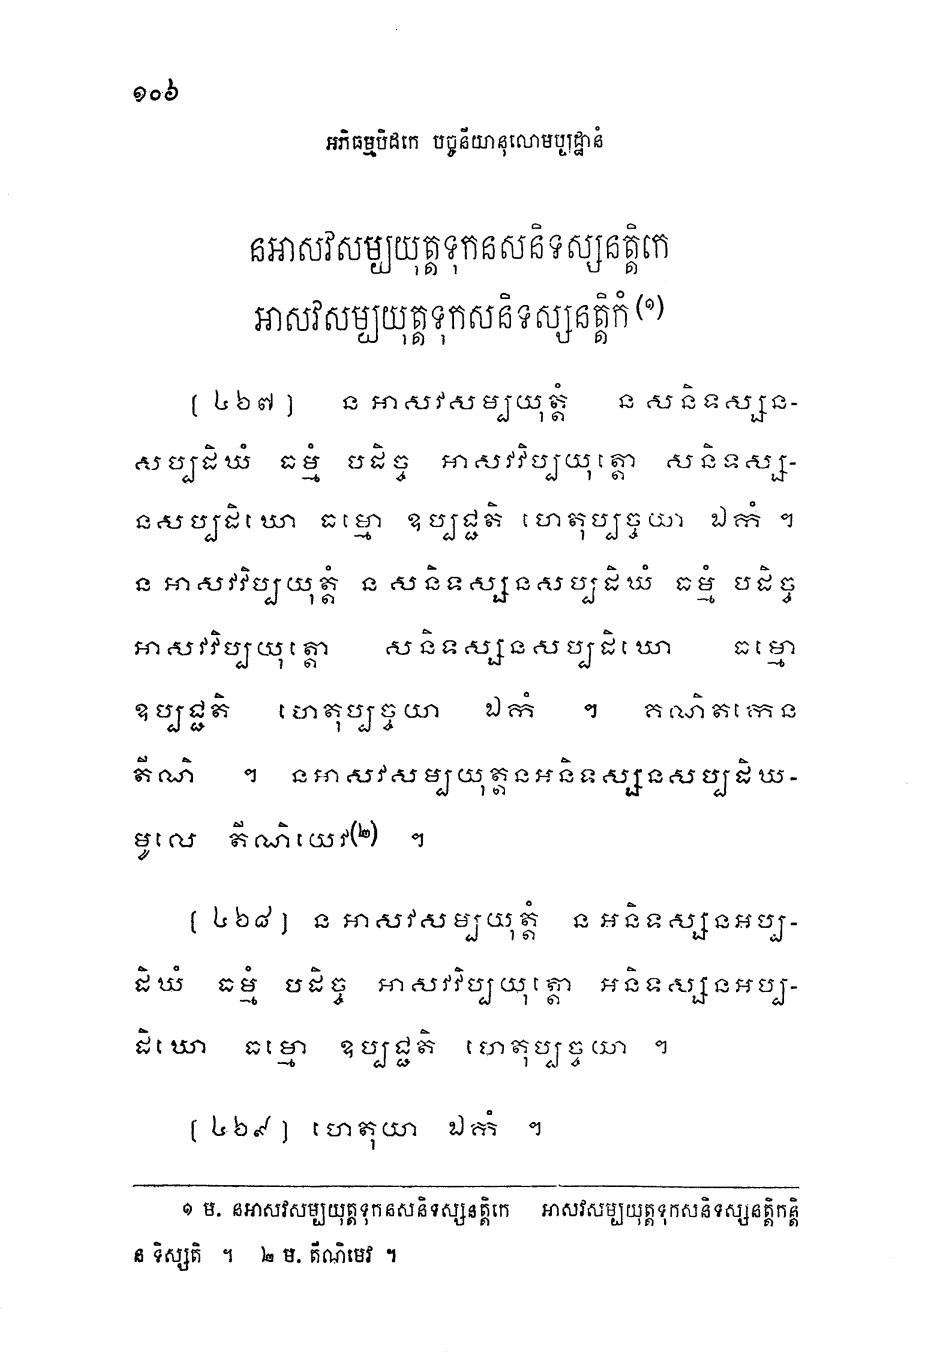 ១០៦
អភិធម្មបិដកេ បច្ចនីយានុលោមប្បដ្ឋានំ
នអាសវសម្បយុត្តទុកនសនិទស្សនត្តិកេ
អាសវសម្បយុត្តទុកសនិទស្សនត្តិកំ (១)
[ ៤៦៧ ] ន អាសវសម្បយុត្តំ ន សនិទស្សន-
សប្បដិឃំ ធម្មំ បដិច្ច អាសវវិប្បយុត្តោ សនិទស្ស-
នសប្បដិឃោ ធម្មោ ឧប្បជ្ជតិ ហេតុប្បច្ចយា ឯកំ ។
ន អាសវវិប្បយុត្តំ ន សនិទស្សនសប្បដិឃំ ធម្មំ បដិច្ច
អាសវវិប្បយុត្តោ សនិទស្សនសប្បដិឃោ ធម្មោ
ឧប្បជ្ជតិ ហេតុប្បច្ចយា ឯកំ ។ គណិតកេន
តីណិ ។ នអាសវសម្បយុត្តនអនិទស្សនសប្បដិឃ-
មូលេ តីណិយេវ(២) ។
[ ៤៦៨ ] ន អាសវសម្បយុត្តំ ន អនិទស្សនអប្ប-
ដិឃំ ធម្មំ បដិច្ច អាសវវិប្បយុត្តោ អនិទស្សនអប្ប-
ដិឃោ ធម្មោ ឧប្បជ្ជតិ ហេតុប្បច្ចយា ។
[ ៤៦៩ ] ហេតុយា ឯកំ ។
១ ម. នអាសវសម្បយុត្តទុកនសនិទស្សនត្តិកេ អាសវសម្បយុត្តទុកសនិទស្សនត្តិកន្តិ
ន ទិស្សតិ ។ ២ ម. តីណិមេវ ។